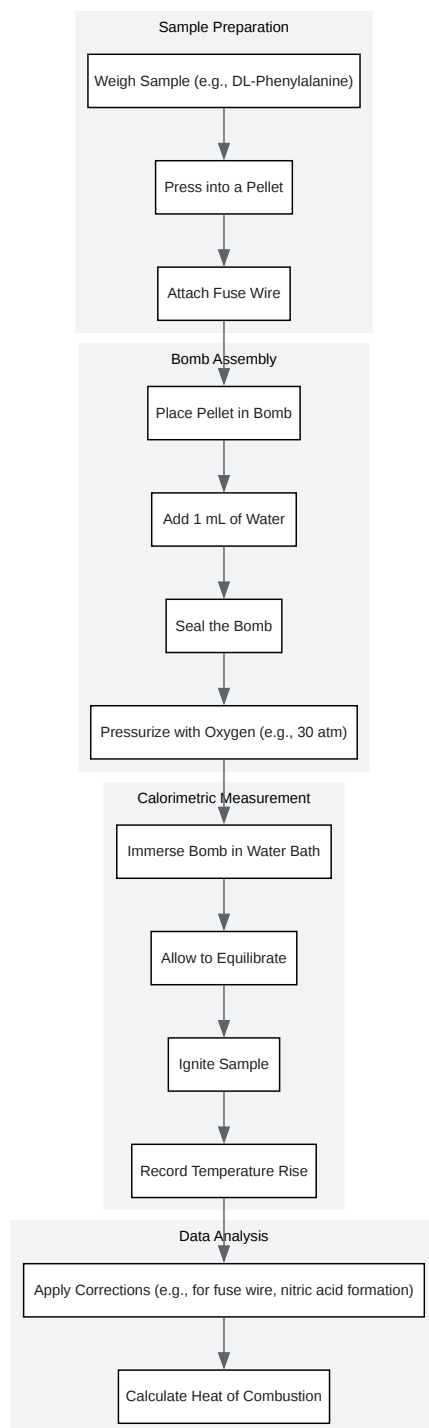 Sample Preparation
Weigh Sample (e.g., DL-Phenylalanine)
Press into a Pellet
Attach Fuse Wire
Bomb Assembly
Place Pellet in Bomb
Add 1 mL of Water
Seal the Bomb
Pressurize with Oxygen (e.g., 30 atm)
Calorimetric Measurement
Immerse Bomb in Water Bath
Allow to Equilibrate
Ignite Sample
Record Temperature Rise
Data Analysis
Apply Corrections (e.g., for fuse wire, nitric acid formation)
Calculate Heat of Combustion